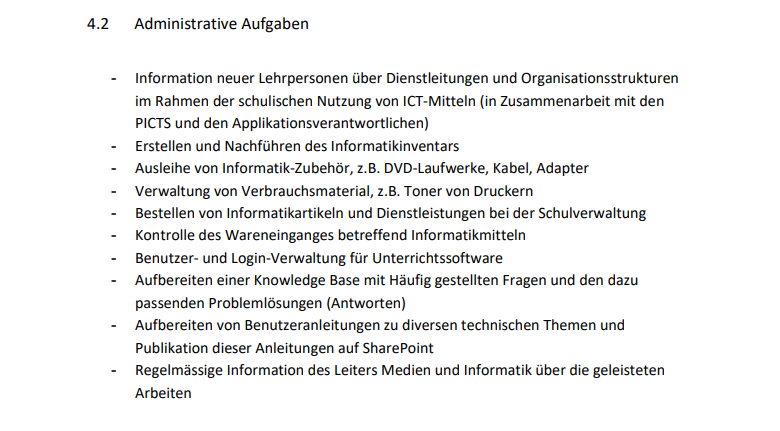 4.2 Administrative Aufgaben
- Information neuer Lehrpersonen über Dienstleitungen und Organisationsstrukturen
im Rahmen der schulischen Nutzung von ICT-Mitteln (in Zusammenarbeit mit den
PICTS und den Applikationsverantwortlichen)
- Erstellen und Nachführen des Informatikinventars
- Ausleihe von Informatik-Zubehör, z.B. DVD-Laufwerke, Kabel, Adapter
- Verwaltung von Verbrauchsmaterial, z.B. Toner von Druckern
- Bestellen von Informatikartikeln und Dienstleistungen bei der Schulverwaltung
- Kontrolle des Wareneinganges betreffend Informatikmitteln
- Benutzer- und Login-Verwaltung für Unterrichtssoftware
- Aufbereiten einer Knowledge Base mit Häufig gestellten Fragen und den dazu
passenden Problemlösungen (Antworten)
- Aufbereiten von Benutzeranleitungen zu diversen technischen Themen und
Publikation dieser Anleitungen auf SharePoint
- Regelmässige Information des Leiters Medien und Informatik über die geleisteten
Arbeiten